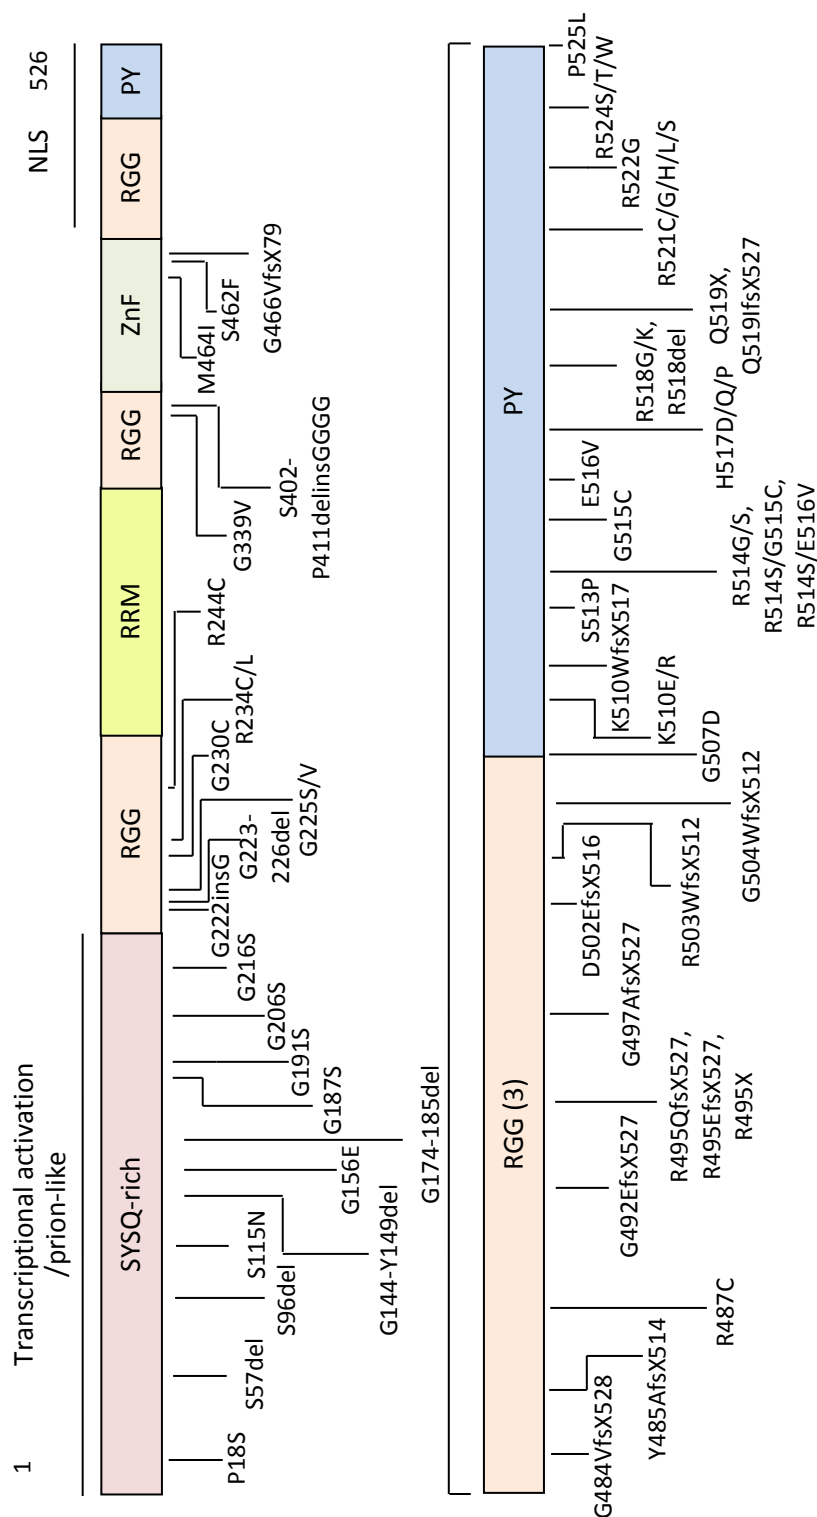 1
Transcriptional activation
/prion-like
NLS
526
SYSQ-rich
RGG
RRM
RGG
ZnF
RGG
PY
P18S
S57del
S96del
S115N
G144-Y149del
G156E
G174-185del
G187S
G191S
G206S
G216S
G222insG
G223-
226del
G225S/V
G230C
R234C/L
R244C
G339V
S402-
P411delinsGGGG
M464I
S462F
G466VfsX79
RGG (3)
PY
G484VfsX528
Y485AfsX514
R487C
G492EfsX527
R495QfsX527,
R495EfsX527,
R495X
G497AfsX527
D502EfsX516
R503WfsX512
G504WfsX512
G507D
K510E/R
K510WfsX517
S513P
R514G/S,
R514S/G515C,
R514S/E516V
G515C
E516V
H517D/Q/P
R518G/K,
R518del
Q519X,
Q519IfsX527
R521C/G/H/L/S
R522G
R524S/T/W
P525L